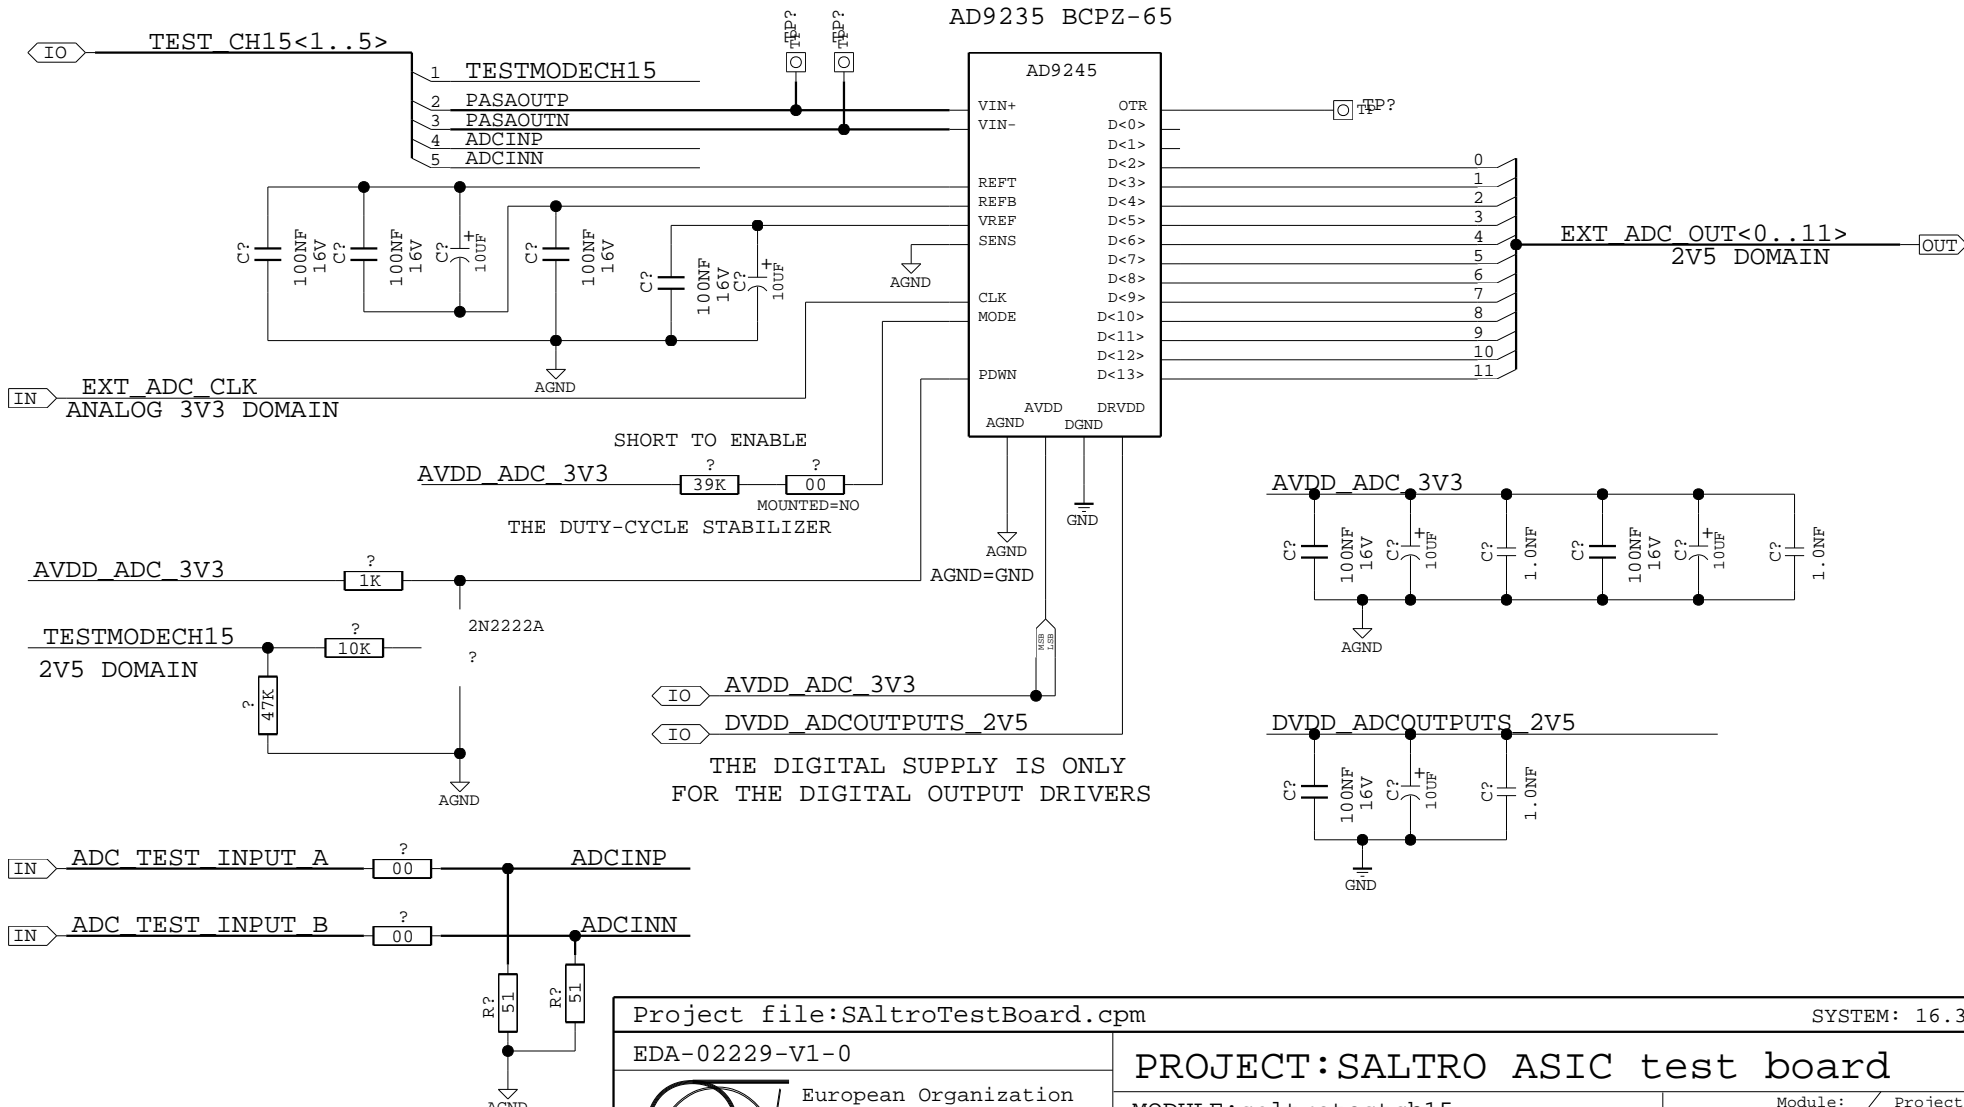 AD9235 BCPZ-65
IO
TEST_CH15<1..5>
TP?
TP
TP?
TP
1 TESTMODECH15
2 PASAOUTP
3 PASAOUTN
4 ADCINP
5 ADCINN
AD9245
VIN+
VIN-
REFT
REFB
VREF
SENS
CLK
MODE
PDWN
OTR
D<0>
D<1>
D<2>
D<3>
D<4>
D<5>
D<6>
D<7>
D<8>
D<9>
D<10>
D<11>
D<12>
D<13>
AVDD
DRVDD
AGND
DGND
TP
TP?
0
1
2
3
4
5
6
7
8
9
10
11
EXT_ADC_OUT<0..11>
2V5 DOMAIN
OUT
C?
100NF
16V
C?
100NF
16V
C?
+
10UF
C?
100NF
16V
C?
100NF
16V
C?
+
10UF
AGND
AGND
IN
EXT_ADC_CLK
ANALOG 3V3 DOMAIN
SHORT TO ENABLE
AVDD_ADC_3V3
?
39K
?
00
MOUNTED=NO
THE DUTY-CYCLE STABILIZER
GND
AGND
AGND=GND
AVDD_ADC_3V3
?
1K
2N2222A
?
TESTMODECH15
?
10K
2V5 DOMAIN
?
47K
AGND
MSB
LSB
IO
AVDD_ADC_3V3
IO
DVDD_ADCOUTPUTS_2V5
THE DIGITAL SUPPLY IS ONLY
FOR THE DIGITAL OUTPUT DRIVERS
AVDD_ADC_3V3
C?
100NF
16V
C?
+
10UF
C?
1.0NF
C?
100NF
16V
C?
+
10UF
C?
1.0NF
AGND
DVDD_ADCOUTPUTS_2V5
C?
100NF
16V
C?
+
10UF
C?
1.0NF
GND
IN
ADC_TEST_INPUT_A
?
00
ADCINP
IN
ADC_TEST_INPUT_B
?
00
ADCINN
R?
51
R?
51
AGND
Project file:SAltroTestBoard.cpm
SYSTEM: 16.3
EDA-02229-V1-0
PROJECT:SALTRO ASIC test board
European Organization
MODULE:saltrotestch15
Module: / Project